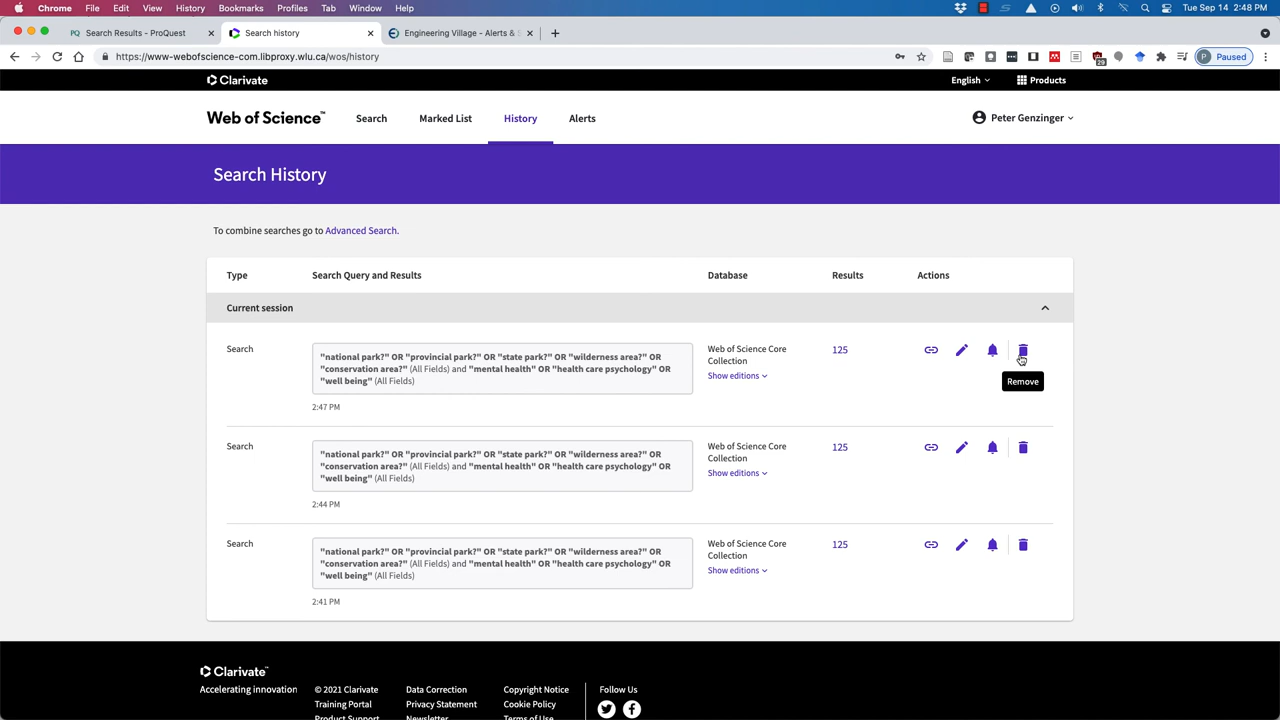 Chrome File Edit View History Bookmarks Profiles Tab Window Help
Tue Sep 14 2:48 PM
PQ Search Results - ProQuest
Search history
Engineering Village - Alerts &
https://www-webofscience-com.libproxy.wlu.ca/wos/history
29
P Paused
Clarivate
English
Products
Web of Science™
Search
Marked List
History
Alerts
Peter Genzinger
Search History
To combine searches go to Advanced Search.
Type Search Query and Results Database Results Actions
Current session
Search
"national park?" OR "provincial park?" OR "state park?" OR "wilderness area?" OR
"conservation area?" (All Fields) and "mental health" OR "health care psychology" OR
"well being" (All Fields)
2:47 PM
Web of Science Core
Collection
Show editions
125
Remove
Search
"national park?" OR "provincial park?" OR "state park?" OR "wilderness area?" OR
"conservation area?" (All Fields) and "mental health" OR "health care psychology" OR
"well being" (All Fields)
2:44 PM
Web of Science Core
Collection
Show editions
125
Search
"national park?" OR "provincial park?" OR "state park?" OR "wilderness area?" OR
"conservation area?" (All Fields) and "mental health" OR "health care psychology" OR
"well being" (All Fields)
2:41 PM
Web of Science Core
Collection
Show editions
125
Clarivate™
Accelerating innovation
© 2021 Clarivate
Training Portal
Product Support
Data Correction
Privacy Statement
Newsletter
Copyright Notice
Cookie Policy
Terms of Use
Follow Us